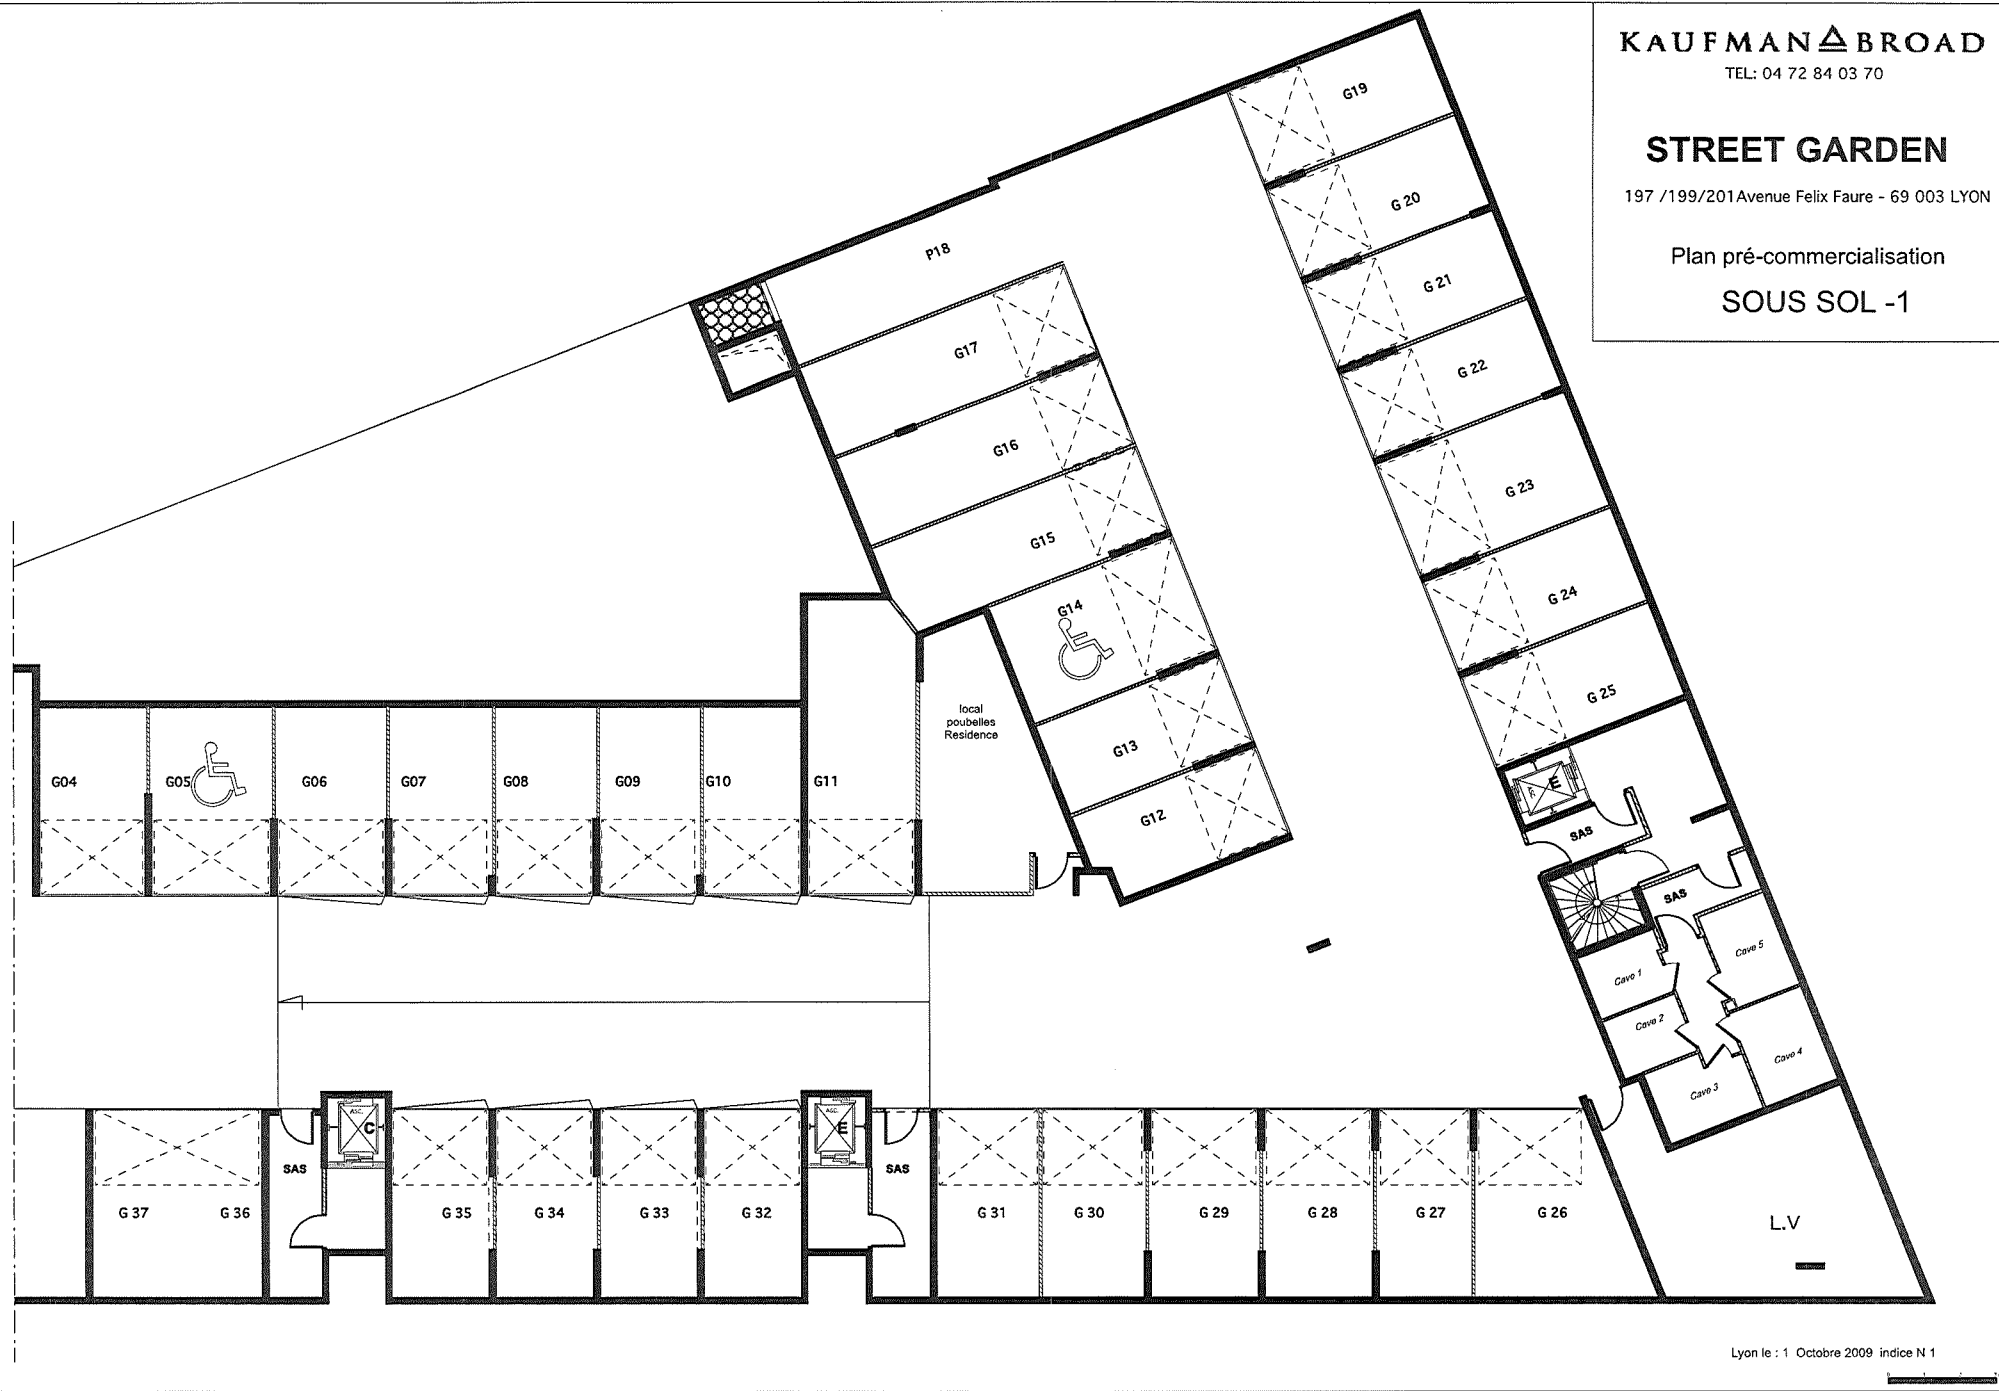 KAUFMAN BROAD
TEL: 04 72 84 03 70
STREET GARDEN
197 /199/201Avenue Felix Faure - 69 003 LYON
Plan pré-commercialisation
SOUS SOL -1
G19
G 20
G 21
G 22
G 23
G 24
G 25
P18
G17
G16
G15
G14
G13
G12
local
poubelles
Residence
G04
G05
G06
G07
G08
G09
G10
G11
E
SAS
SAS
Cave 1
Cave 2
Cave 3
Cave 4
Cave 5
ASC.
C
ASC.
E
SAS
SAS
G 37
G 36
G 35
G 34
G 33
G 32
G 31
G 30
G 29
G 28
G 27
G 26
L.V
Lyon le : 1 Octobre 2009 indice N 1